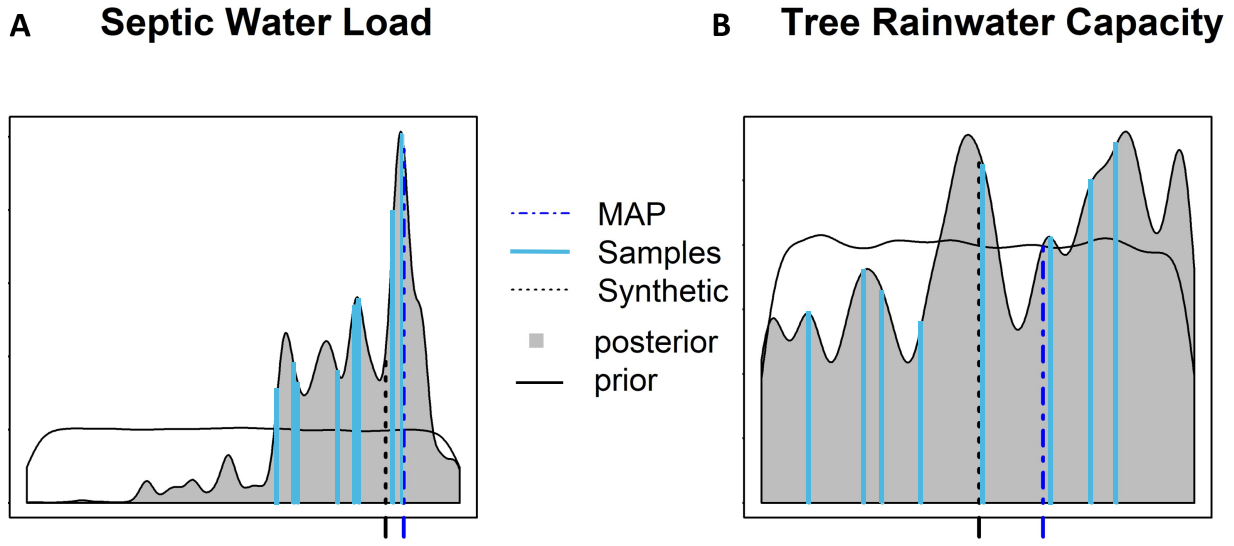 A Septic Water Load
B Tree Rainwater Capacity
MAP
Samples
Synthetic
posterior
prior